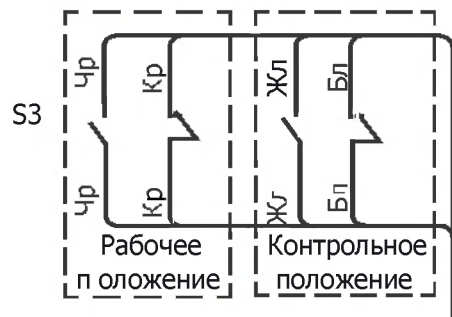 Чр Кр Жл Бл
S3
Чр Кр Жг Бп
Рабочее Контрольное
п оложение положение